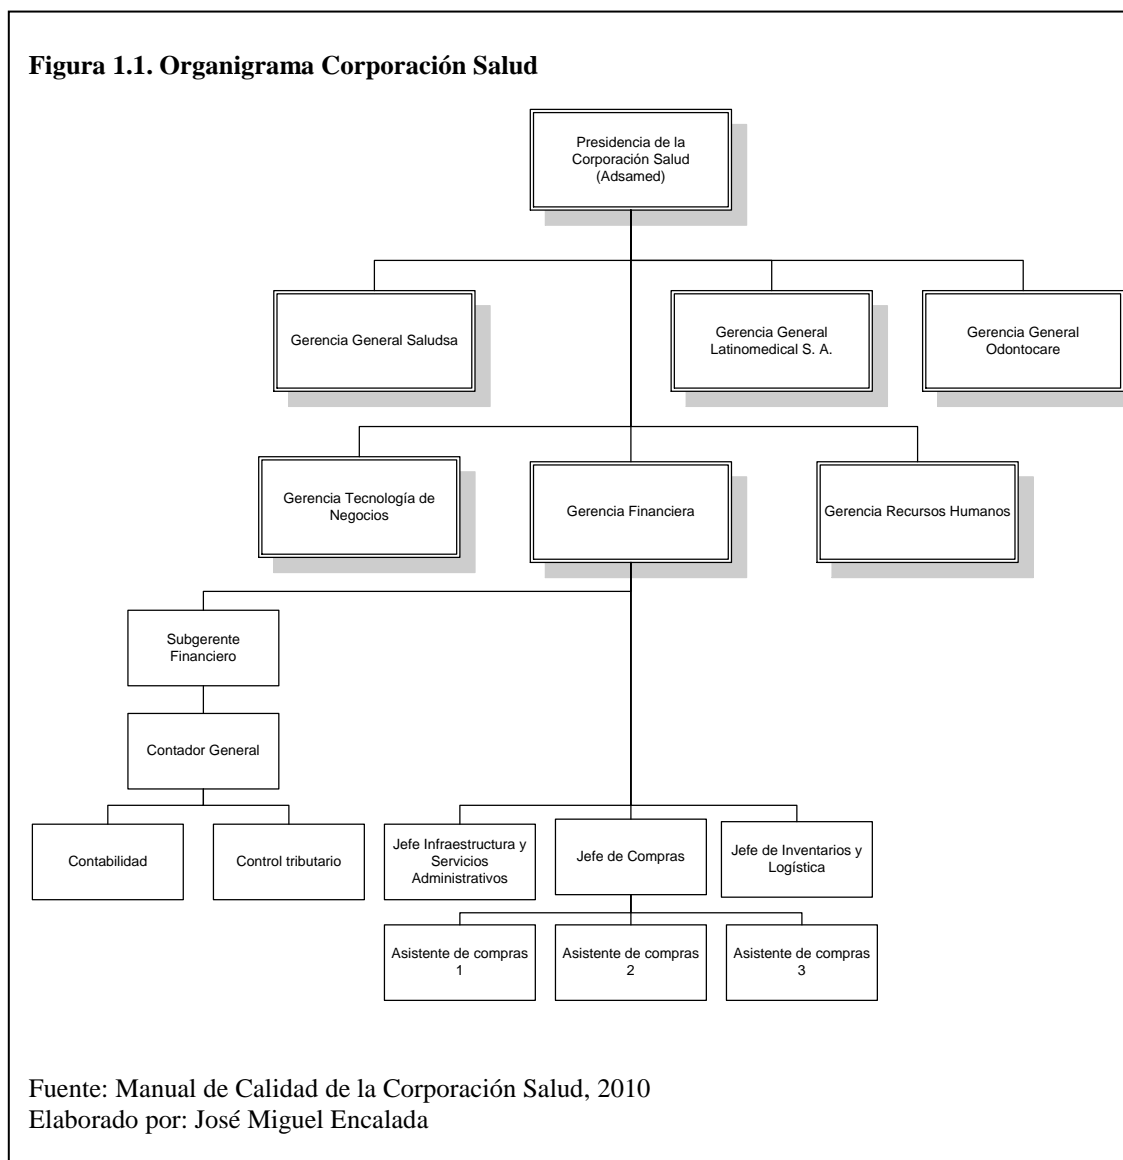 Figura 1.1. Organigrama Corporación Salud
Presidencia de la
Corporación Salud
(Adsamed)
Gerencia General Saludsa
Gerencia General
Latinomedical S. A.
Gerencia General
Odontocare
Gerencia Tecnología de
Negocios
Gerencia Financiera
Gerencia Recursos Humanos
Subgerente
Financiero
Contador General
Contabilidad
Control tributario
Jefe Infraestructura y
Servicios
Administrativos
Jefe de Compras
Jefe de Inventarios y
Logística
Asistente de compras
1
Asistente de compras
2
Asistente de compras
3
Fuente: Manual de Calidad de la Corporación Salud, 2010
Elaborado por: José Miguel Encalada